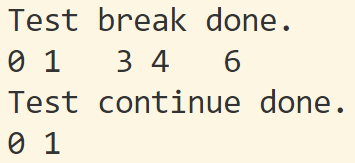 Test break done.
0 1   3 4   6
Test continue done.
0 1